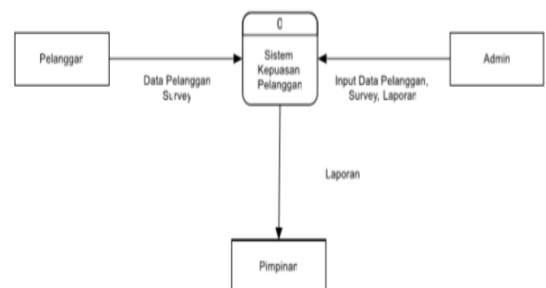 0
Pelanggan
Sistem
Kepuasan
Pelanggan
Admin
Data Pelanggan
Survey
Input Data Pelanggan,
Survey, Laporan
Laporan
Pimpinan